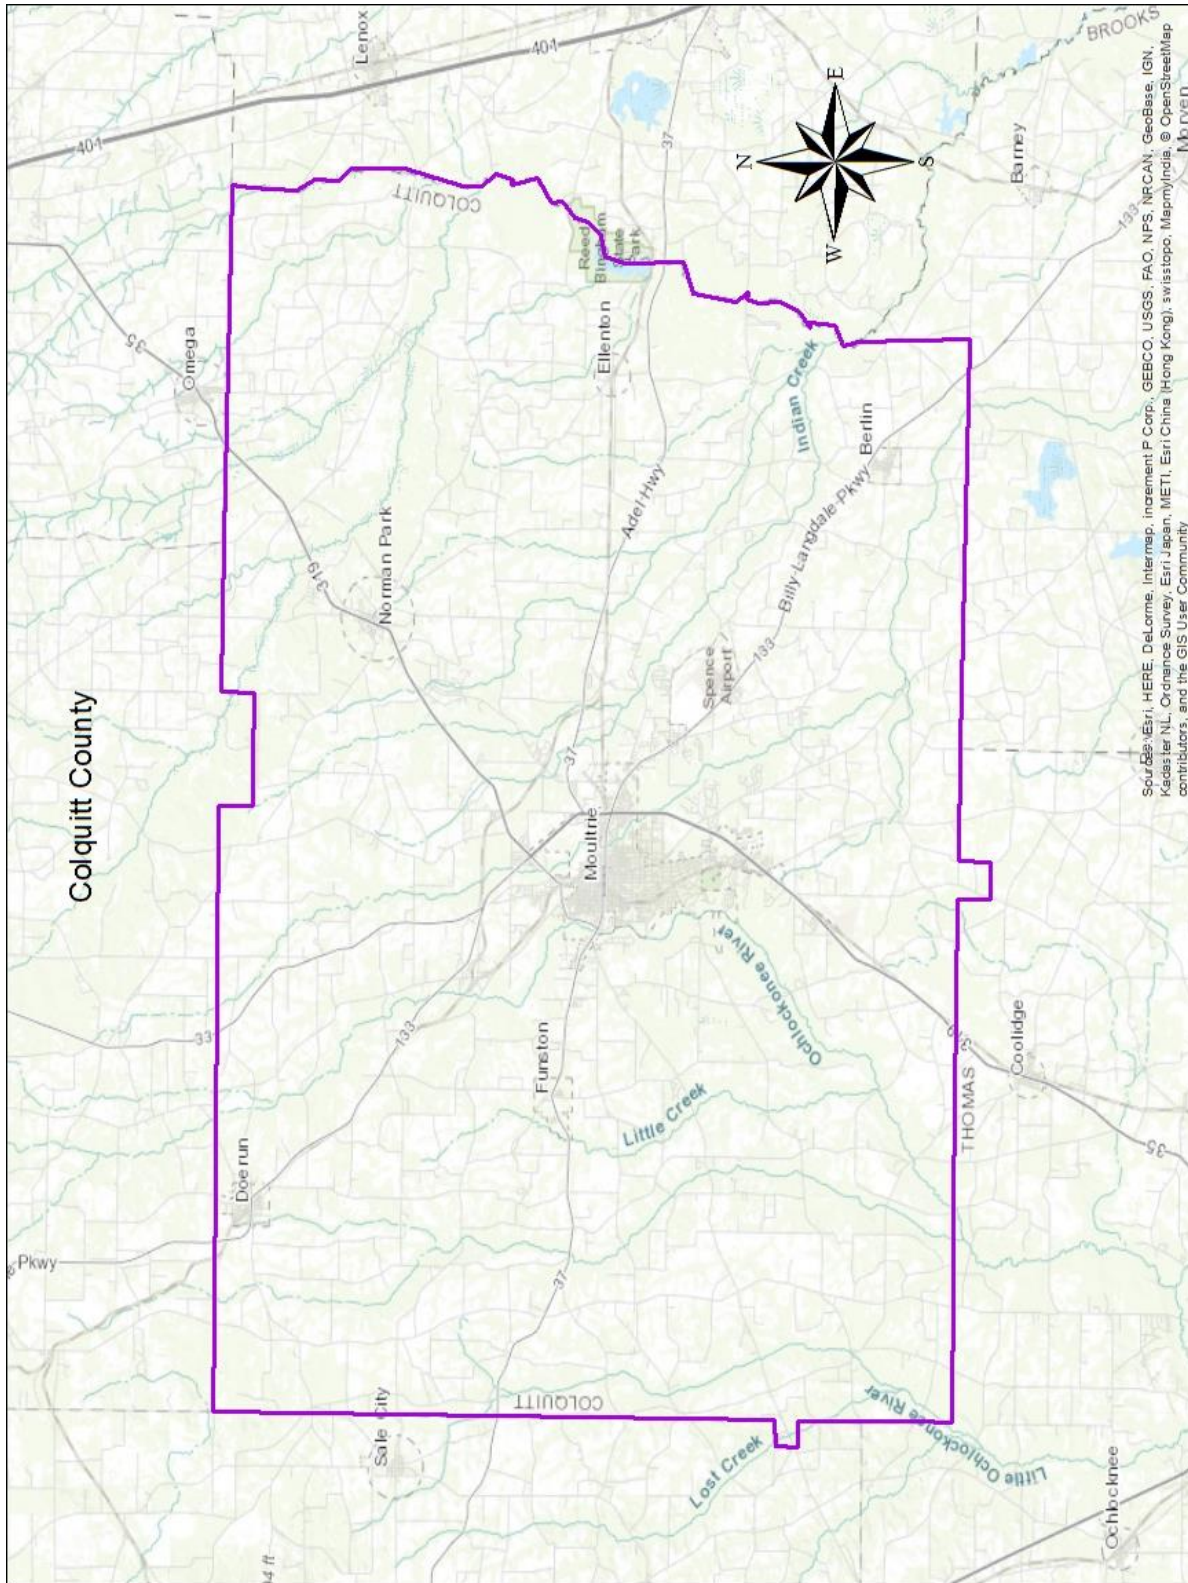 Pkwy
Colquitt County
401
35
Omega
33
Doerun
319
Lenox
Sale City
Norman Park
133
COLQUITT
401
Funston
COLQUITT
37
37
Moultrie
Ellenton
Reed
Bingham
State
Park
Adel Hwy
Little Creek
37
Spence
Airport
Lost Creek
N
133
Ochlockonee River
Billy Langdale Pkwy
Indian Creek
W
E
Berlin
S
Little Ochlockonee River
319
THOMAS
Coolidge
Barney
Ochlocknee
BROOKS
133
35
Morven
Sources: Esri, HERE, DeLorme, Intermap, increment P Corp., GEBCO, USGS, FAO, NPS, NRCAN, GeoBase, IGN,
Kadaster NL, Ordnance Survey, Esri Japan, METI, Esri China (Hong Kong), swisstopo, MapmyIndia, © OpenStreetMap
contributors, and the GIS User Community